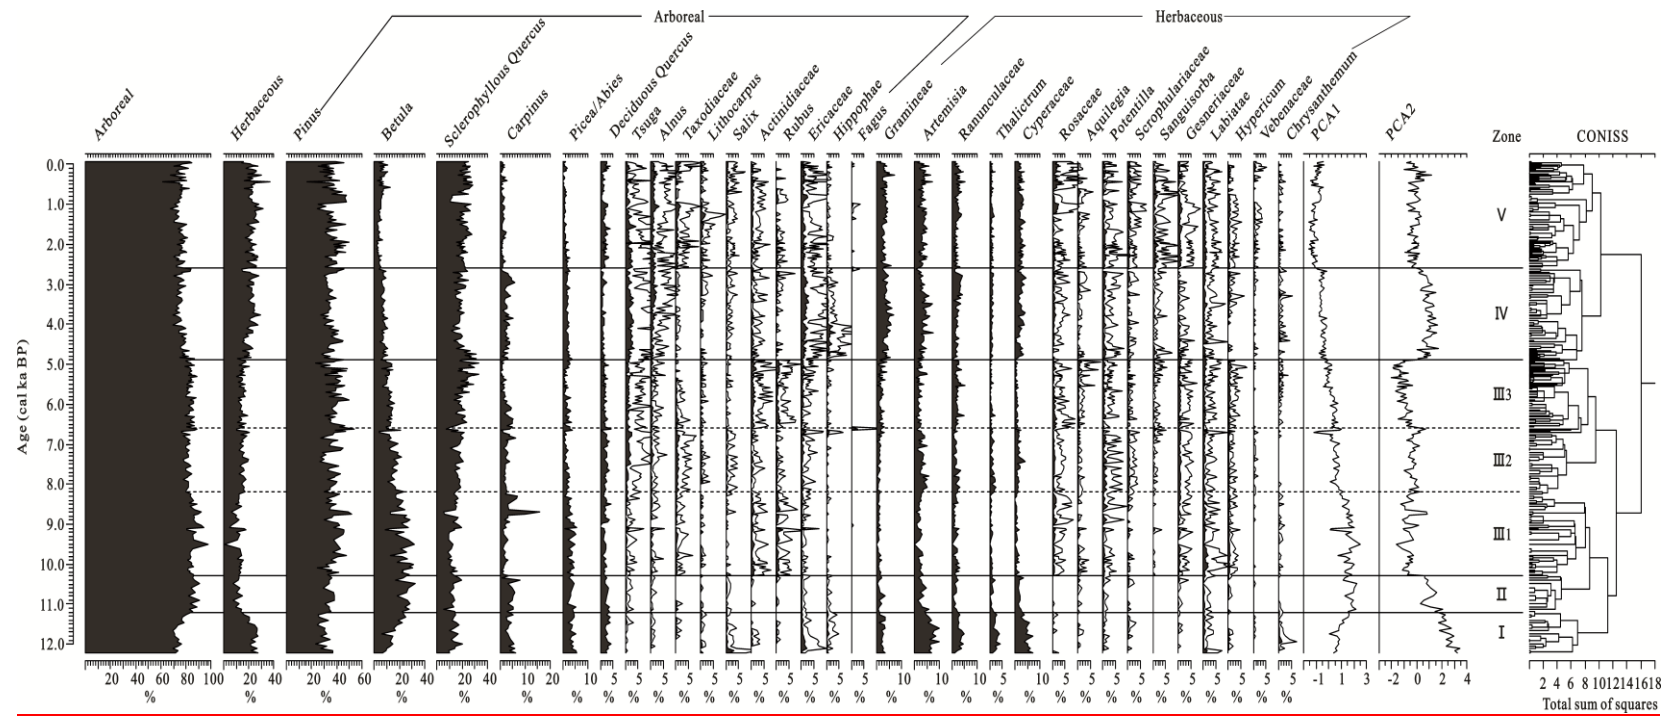 Arboreal
Herbaceous
Arboreal
Herbaceous
Pinus
Betula
Sclerophyllous Quercus
Carpinus
Picea/Abies
Deciduous Quercus
Tsuga
Alnus
Taxodiaceae
Lithocarpus
Salix
Actinidiaceae
Rubus
Ericaceae
Hippophae
Fagus
Gramineae
Artemisia
Ranunculaceae
Thalictrum
Cyperaceae
Rosaceae
Aquilegia
Potentilla
Scrophulariaceae
Sanguisorba
Gesneriaceae
Labiatae
Hypericum
Vebenaceae
Chrysanthemum
PCA1
PCA2
Zone
CONISS
Age (cal ka BP)
0.0
1.0
2.0
3.0
4.0
5.0
6.0
7.0
8.0
9.0
10.0
11.0
12.0
V
IV
III3
III2
III1
II
I
20 40 60 80 100
20 40
20 40 60
20 40
20 40
10 20
5
5
5
5
5
5
5
5
5
5
5
5
10
10
10
5
10
5
5
5
5
5
5
5
5
5
5
-1 1 3
-2 0 2 4
2 4 6 8 1012141618
% % % % % % % % % % % % % % % % % % % % % % % % % % % % % % % % %
Total sum of squares